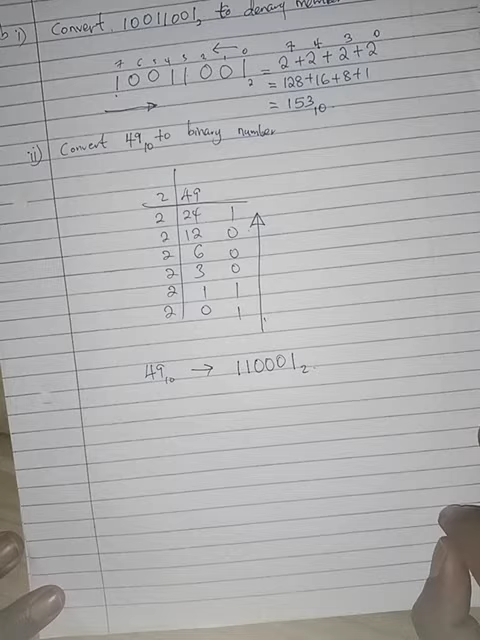 b i) Convert 10011001₂ to denary number
7 6 5 4 3 2 1 0
10011001₂ = 2⁷ + 2⁴ + 2³ + 2⁰
= 128 + 16 + 8 + 1
= 153₁₀
ii) Convert 49₁₀ to binary number
2 49
2 24 1
2 12 0
2 6 0
2 3 0
2 1 1
2 0 1
49₁₀ → 110001₂